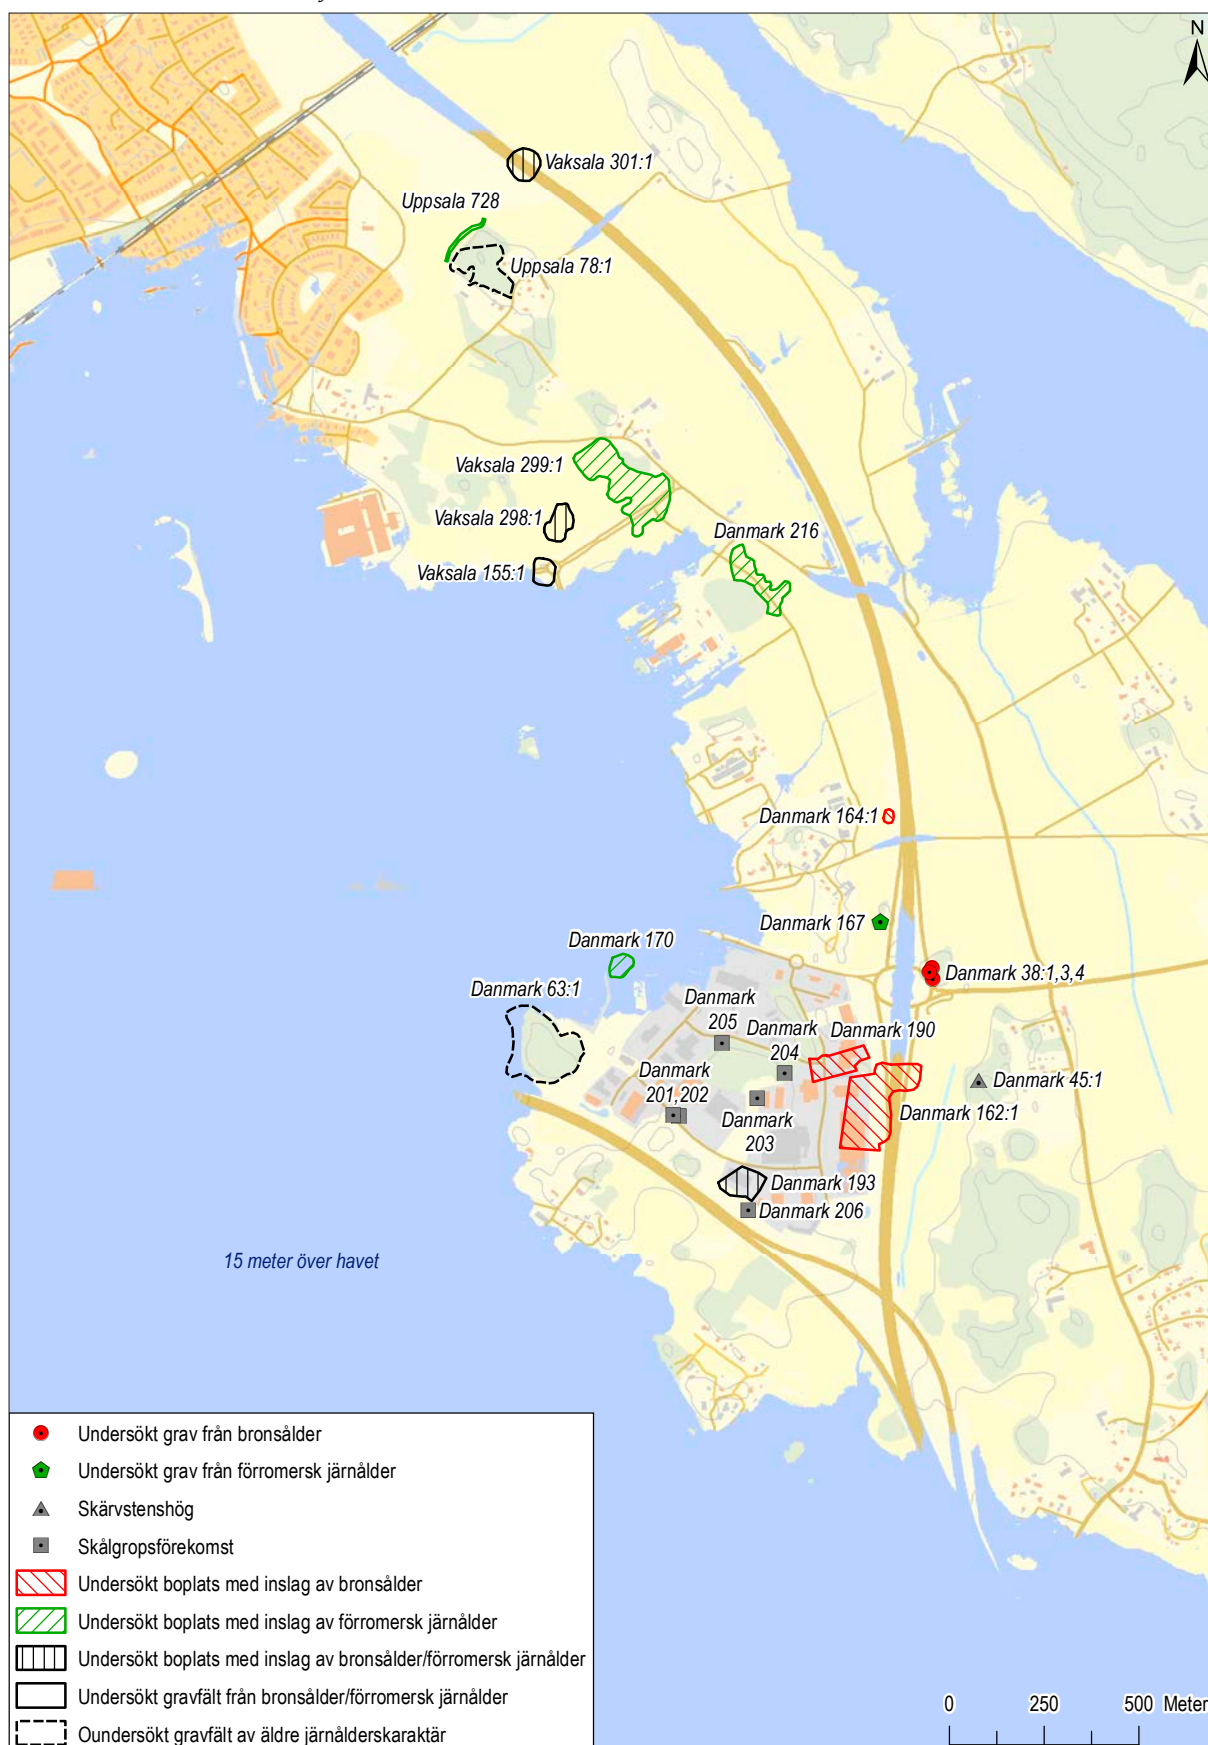 N
Vaksala 301:1
Uppsala 728
Uppsala 78:1
Vaksala 299:1
Vaksala 298:1
Danmark 216
Vaksala 155:1
Danmark 164:1
Danmark 167
Danmark 170
Danmark 38:1,3,4
Danmark 63:1
Danmark
205
Danmark
204
Danmark 190
Danmark
201,202
Danmark 45:1
Danmark
203
Danmark 162:1
Danmark 193
Danmark 206
15 meter över havet
Undersökt grav från bronsålder
Undersökt grav från förromersk järnålder
Skärvstenshög
Skålgropsförekomst
Undersökt boplats med inslag av bronsålder
Undersökt boplats med inslag av förromersk järnålder
Undersökt boplats med inslag av bronsålder/förromersk järnålder
Undersökt gravfält från bronsålder/förromersk järnålder
Oundersökt gravfält av äldre järnålderskaraktär
0 250 500 Meter